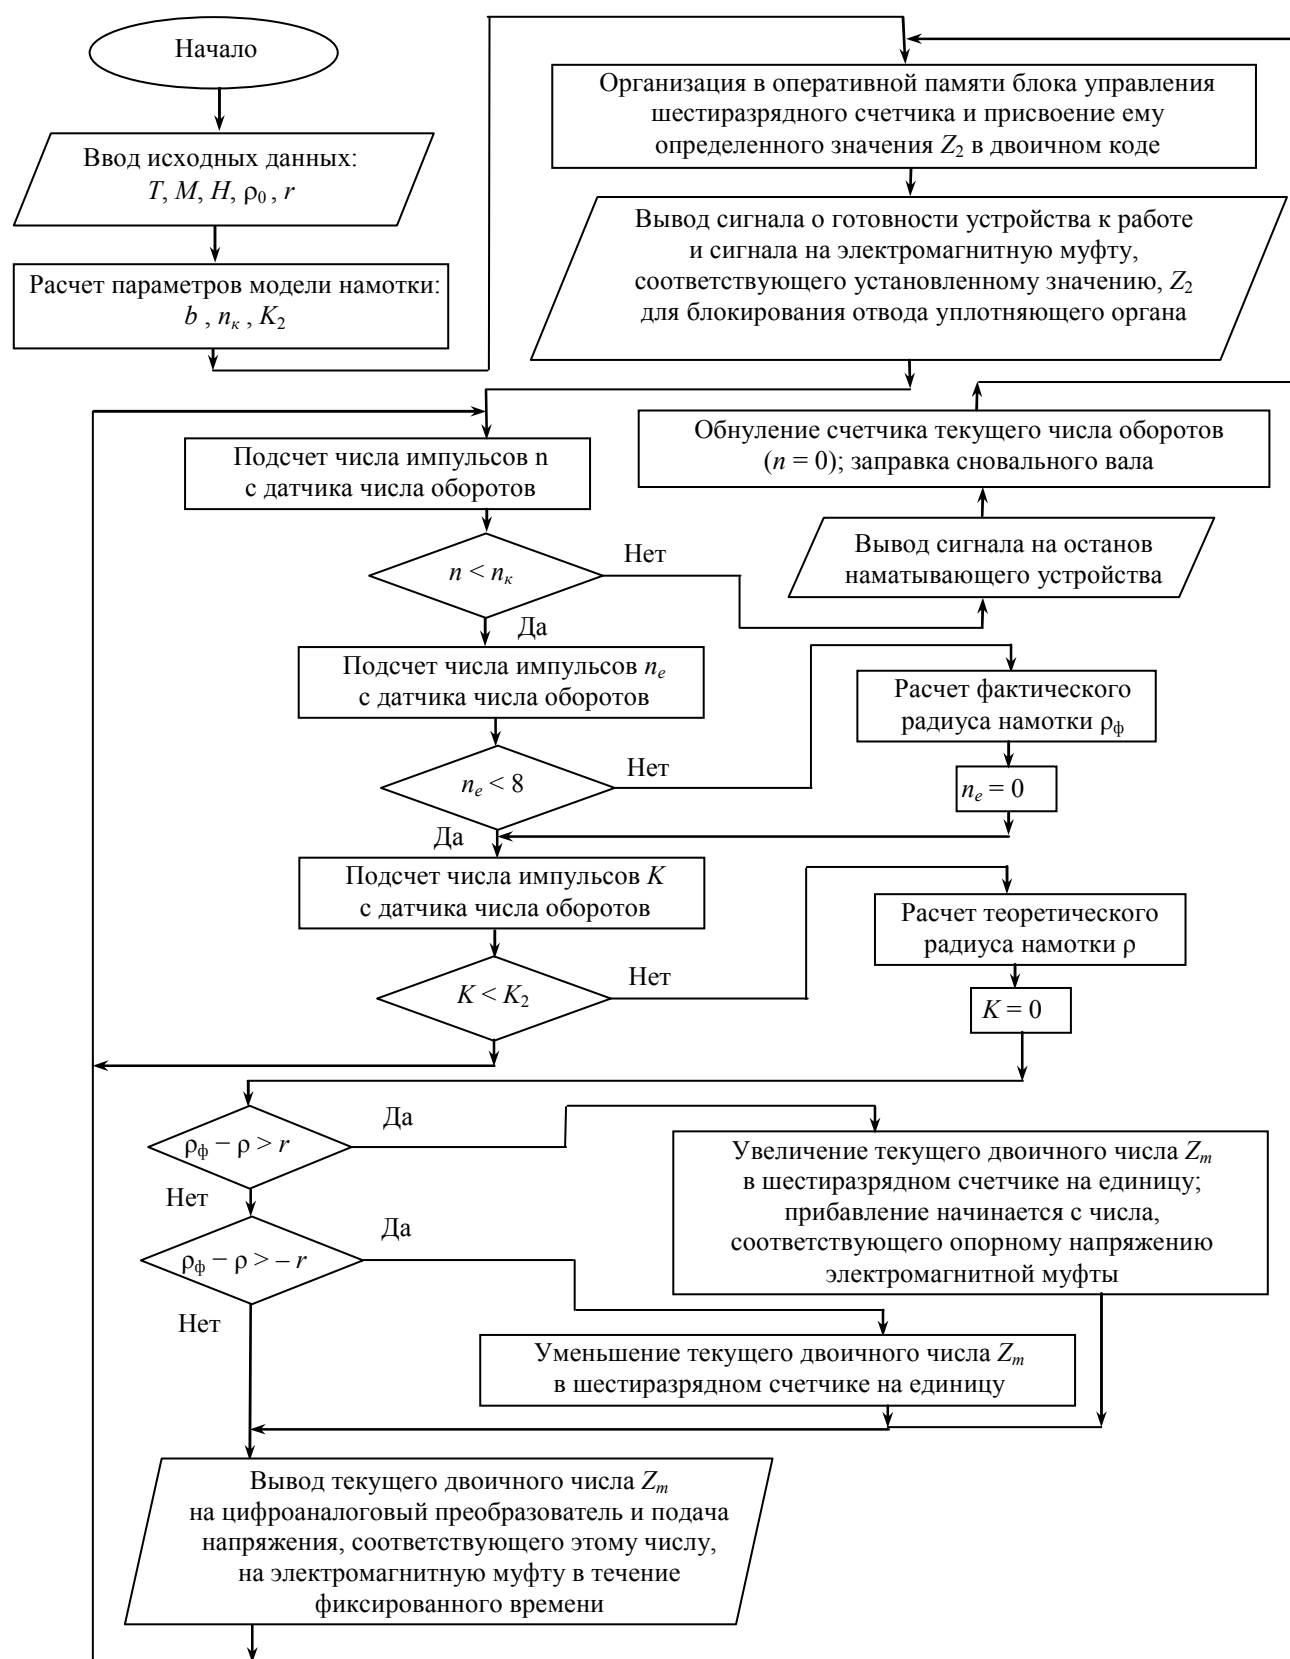 Начало
Ввод исходных данных:
T, M, H, ρ₀ , r
Расчет параметров модели намотки:
b , nк , K₂
Организация в оперативной памяти блока управления
шестиразрядного счетчика и присвоение ему
определенного значения Z₂ в двоичном коде
Вывод сигнала о готовности устройства к работе
и сигнала на электромагнитную муфту,
соответствующего установленному значению, Z₂
для блокирования отвода уплотняющего органа
Обнуление счетчика текущего числа оборотов
(n = 0); заправка сновального вала
Подсчет числа импульсов n
с датчика числа оборотов
Вывод сигнала на останов
наматывающего устройства
n < nк
Нет
Да
Подсчет числа импульсов nₑ
с датчика числа оборотов
Расчет фактического
радиуса намотки ρф
nₑ < 8
Нет
nₑ = 0
Да
Подсчет числа импульсов K
с датчика числа оборотов
Расчет теоретического
радиуса намотки ρ
K < K₂
Нет
K = 0
ρф − ρ > r
Да
Нет
Увеличение текущего двоичного числа Zₘ
в шестиразрядном счетчике на единицу;
прибавление начинается с числа,
соответствующего опорному напряжению
электромагнитной муфты
ρф − ρ > – r
Да
Нет
Уменьшение текущего двоичного числа Zₘ
в шестиразрядном счетчике на единицу
Вывод текущего двоичного числа Zₘ
на цифроаналоговый преобразователь и подача
напряжения, соответствующего этому числу,
на электромагнитную муфту в течение
фиксированного времени